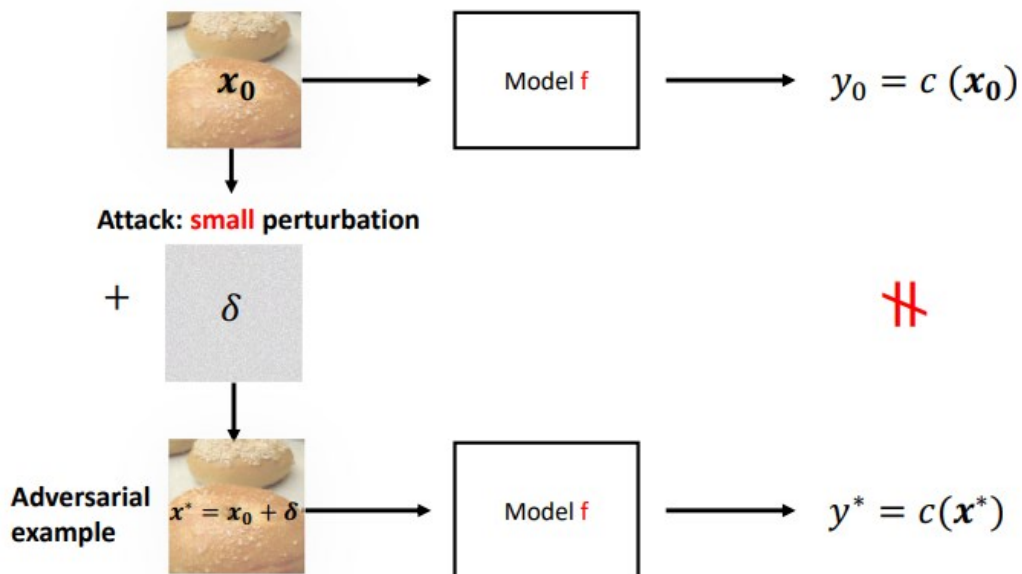 x₀
Model f
y₀ = c (x₀)
Attack: small perturbation
+
δ
≠
Adversarial
example
x* = x₀ + δ
Model f
y* = c(x*)